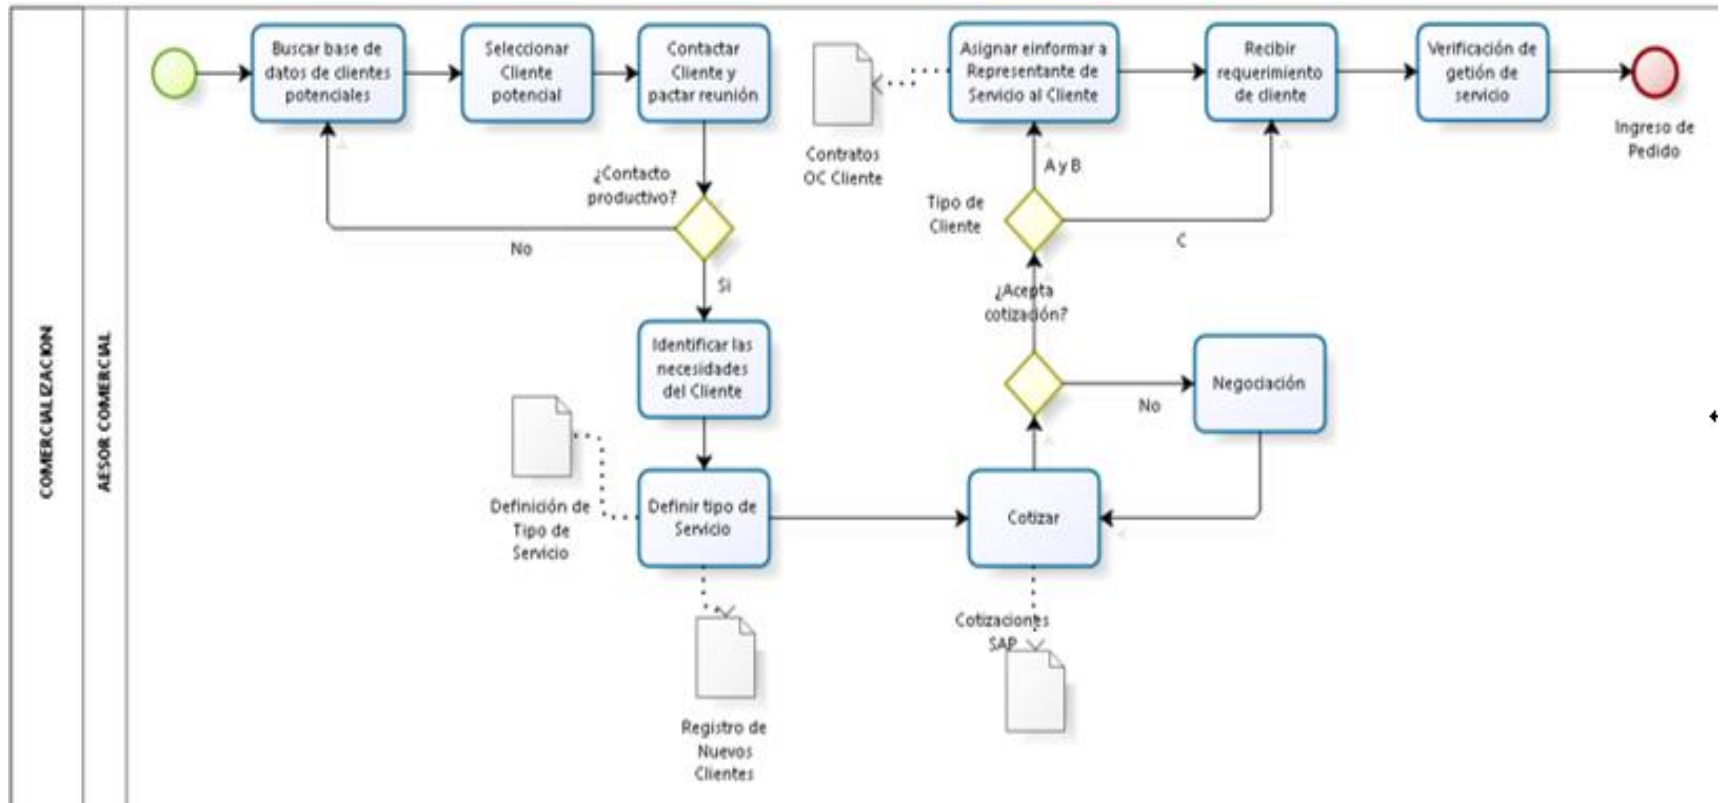 COMERCIALIZACION
AESOR COMERCIAL
Buscar base de
datos de clientes
potenciales
Seleccionar
Cliente
potencial
Contactar
Cliente y
pactar reunión
¿Contacto
productivo?
No
Si
Identificar las
necesidades
del Cliente
Definición de
Tipo de
Servicio
Definir tipo de
Servicio
Registro de
Nuevos
Clientes
Cotizar
Cotizaciones
SAP
¿Acepta
cotización?
No
Negociación
Tipo de
Cliente
A y B
C
Contratos
OC Cliente
Asignar einformar a
Representante de
Servicio al Cliente
Recibir
requerimiento
de cliente
Verificación de
getión de
servicio
Ingreso de
Pedido